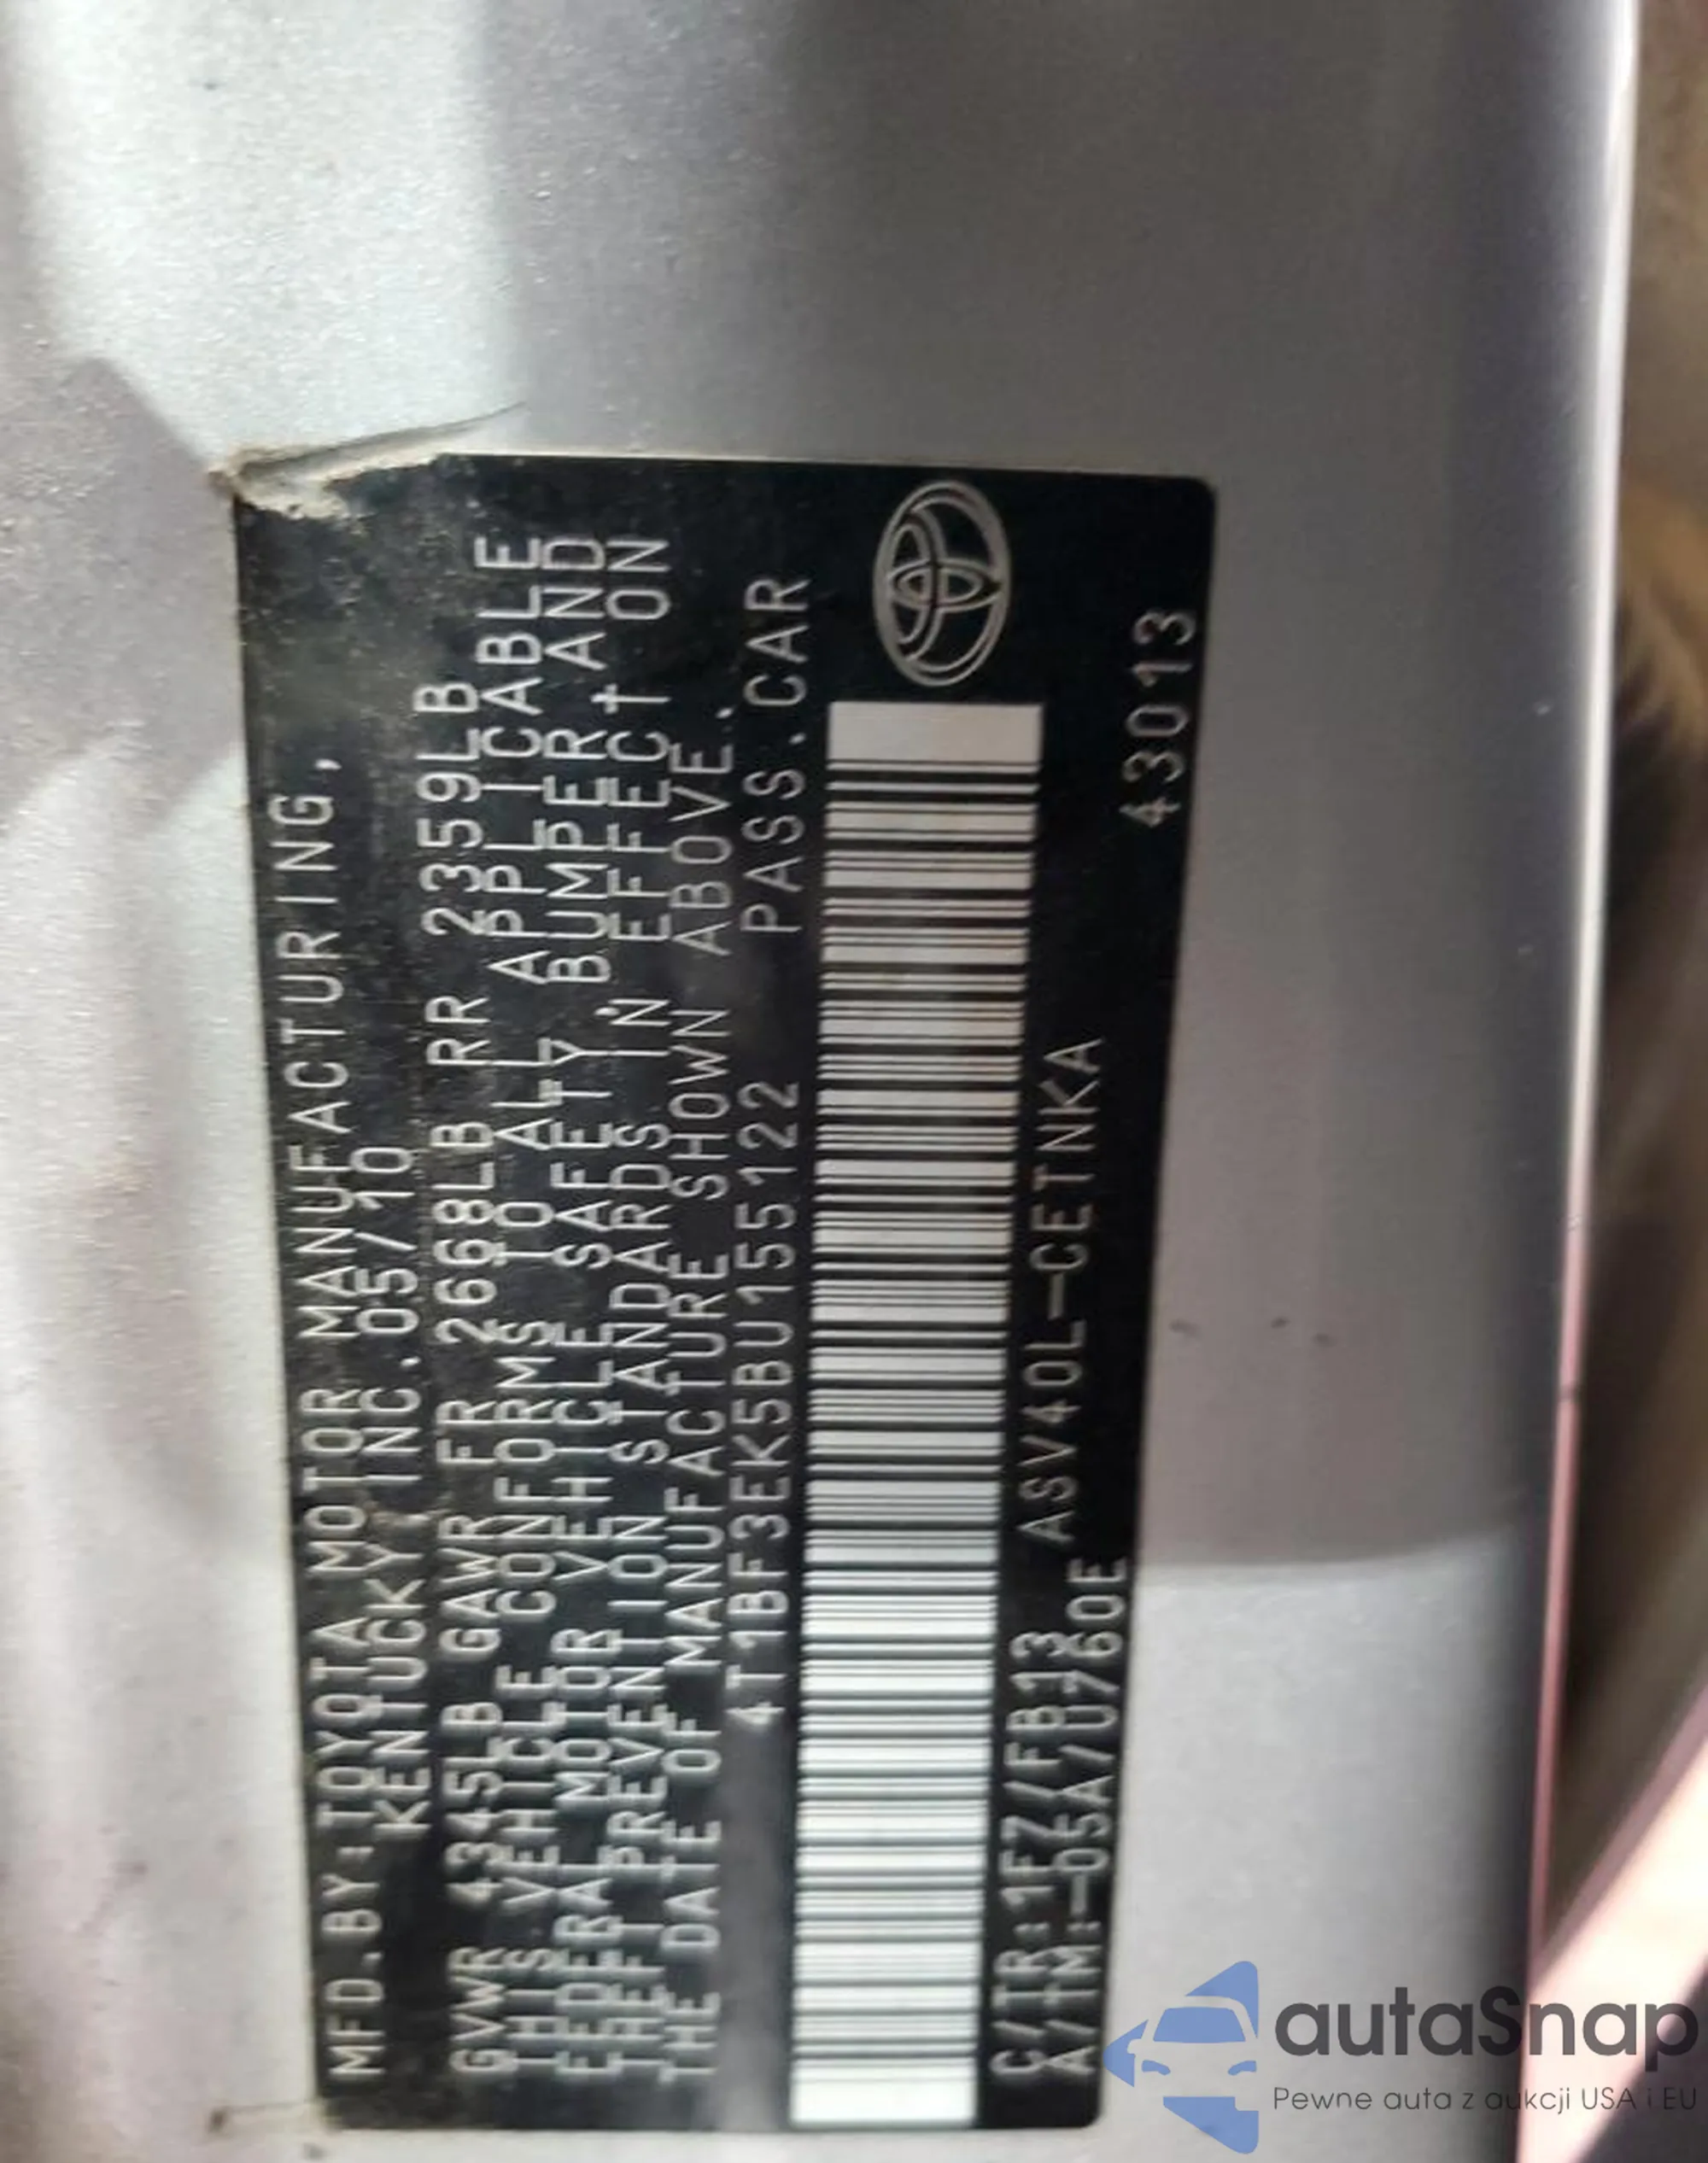 MFD.BY:TOYOTA MOTOR MANUFACTURING,
KENTUCKY,INC.05/10
GVWR 4345LB GAWR FR 2668LB RR 2359LB
THIS VEHICLE CONFORMS TO ALL APPLICABLE
FEDERAL MOTOR VEHICLE SAFETY,BUMPER,AND
THEFT PREVENTION STANDARDS IN EFFECT ON
THE DATE OF MANUFACTURE SHOWN ABOVE.
4T1BF3EK5BU155122 PASS.CAR
C/TR:1F7/FB13 ASV40L-CETNKA
A/TM:-05A/U760E 43013
autaSnap
Pewne auta z aukcji USA i EU